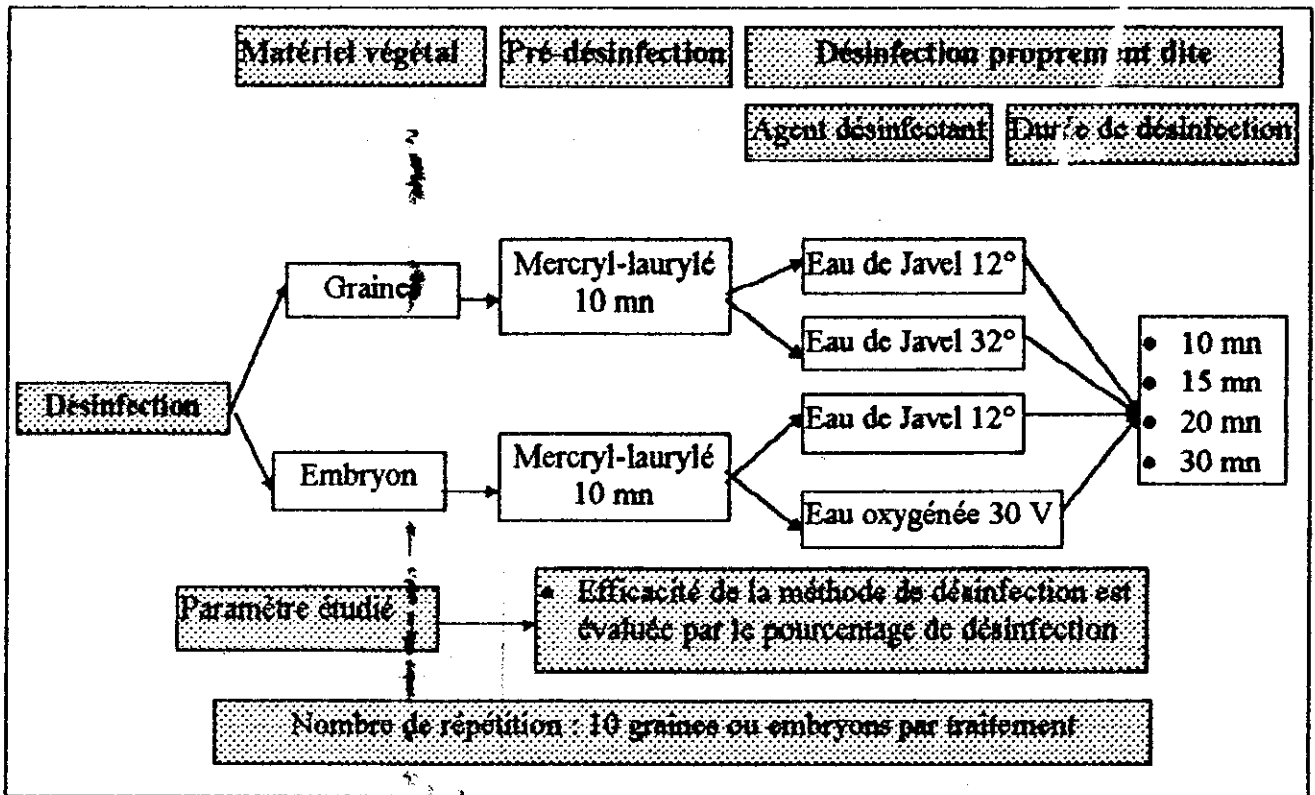 Matériel végétal
Pré-désinfection
Désinfection proprement dite
Agent désinfectant
Durée de désinfection
Graine
Mercryl-laurylé
10 mn
Eau de Javel 12°
Eau de Javel 32°
Désinfection
Embryon
Mercryl-laurylé
10 mn
Eau de Javel 12°
Eau oxygénée 30 V
• 10 mn
• 15 mn
• 20 mn
• 30 mn
Paramètre étudié
• Efficacité de la méthode de désinfection est
évaluée par le pourcentage de désinfection
Nombre de répétition : 10 graines ou embryons par traitement